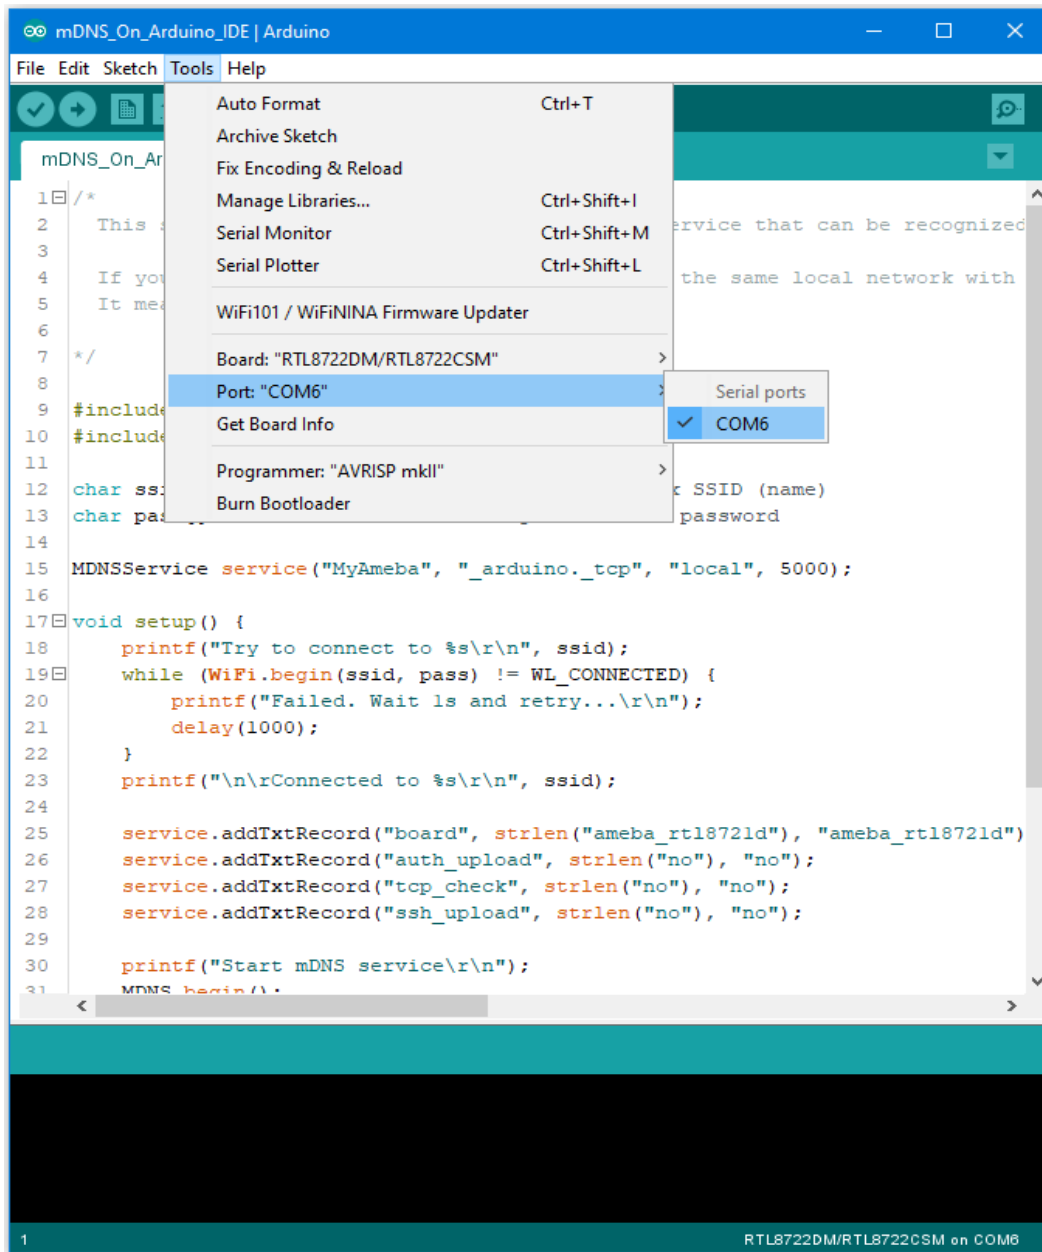 mDNS_On_Arduino_IDE | Arduino
File Edit Sketch Tools Help
Auto Format Ctrl+T
Archive Sketch
Fix Encoding & Reload
Manage Libraries... Ctrl+Shift+I
Serial Monitor Ctrl+Shift+M
Serial Plotter Ctrl+Shift+L
WiFi101 / WiFiNINA Firmware Updater
Board: "RTL8722DM/RTL8722CSM"
Port: "COM6"
Get Board Info
Programmer: "AVRISP mkII"
Burn Bootloader
Serial ports
COM6
mDNS_On_Ar
1 /*
2 This ervice that can be recognized
3
4 If you the same local network with
5 It mea
6
7 */
8
9 #include
10 #include
11
12 char ssi SSID (name)
13 char pas password
14
15 MDNSService service("MyAmeba", "_arduino._tcp", "local", 5000);
16
17 void setup() {
18 printf("Try to connect to %s\r\n", ssid);
19 while (WiFi.begin(ssid, pass) != WL_CONNECTED) {
20 printf("Failed. Wait 1s and retry...\r\n");
21 delay(1000);
22 }
23 printf("\n\rConnected to %s\r\n", ssid);
24
25 service.addTxtRecord("board", strlen("ameba_rtl8721d"), "ameba_rtl8721d")
26 service.addTxtRecord("auth_upload", strlen("no"), "no");
27 service.addTxtRecord("tcp_check", strlen("no"), "no");
28 service.addTxtRecord("ssh_upload", strlen("no"), "no");
29
30 printf("Start mDNS service\r\n");
31 MDNS.begin();
1 RTL8722DM/RTL8722CSM on COM6